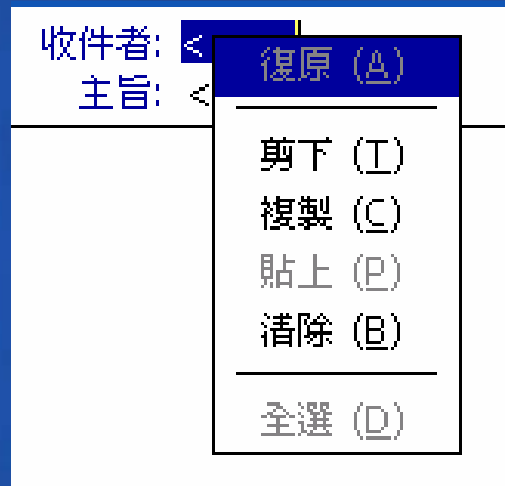 收件者: <
主旨: <
復原 (A)
剪下 (T)
複製 (C)
貼上 (P)
清除 (B)
全選 (D)